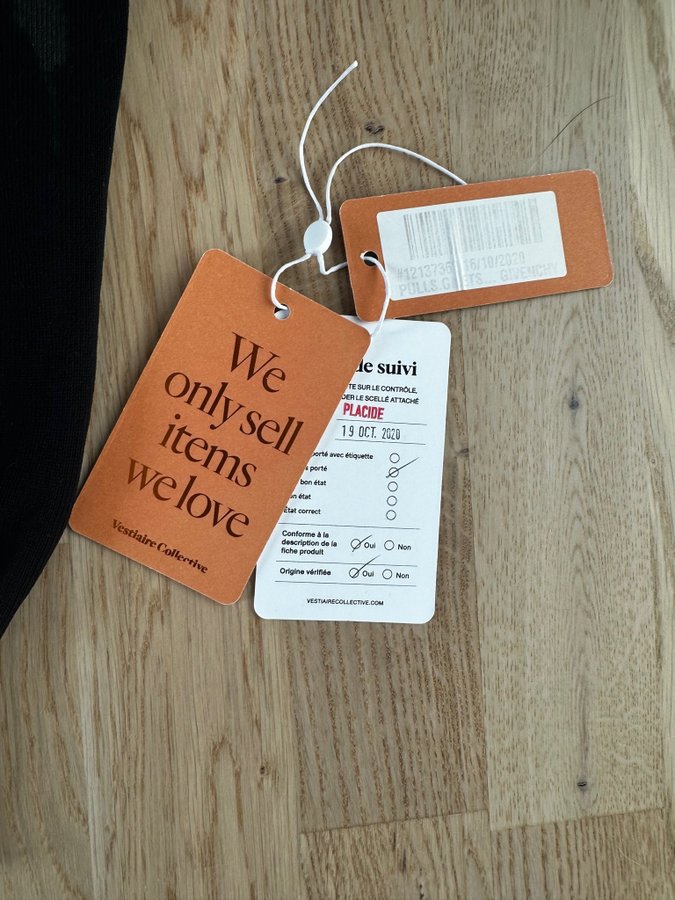 We
only sell
items
we love
Vestiaire Collective
de suivi
TE SUR LE CONTRÔLE,
DER LE SCELLÉ ATTACHÉ
PLACIDE
19 OCT. 2020
porté avec étiquette
porté
bon état
on état
État correct
Conforme à la
description de la
fiche produit
Oui
Non
Origine vérifiée
Oui
Non
VESTIAIRECOLLECTIVE.COM
16/10/2020
PULLS, GIVENCHY